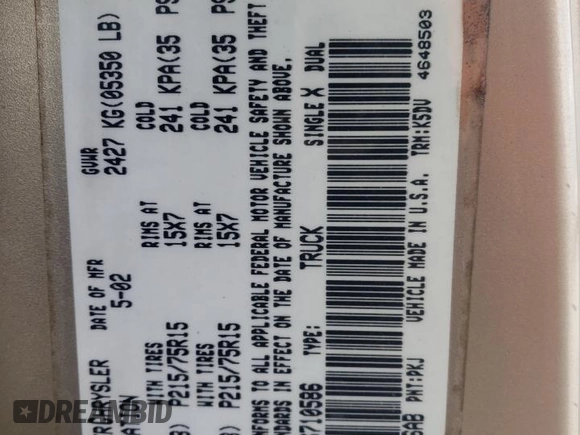 RCHRYSLER DATE OF MFR GVWR
ATION 5-02 2427 KG(05350 LB)
WITH TIRES RIMS AT COLD
B) P215/75R15 15X7 241 KPA(35 PS
WITH TIRES RIMS AT COLD
B) P215/75R15 15X7 241 KPA(35 PS
NFORMS TO ALL APPLICABLE FEDERAL MOTOR VEHICLE SAFETY AND THEFT
NDARDS IN EFFECT ON THE DATE OF MANUFACTURE SHOWN ABOVE.
710586 TYPE: TRUCK SINGLE X DUAL
4648503
SAB PNT:PKJ VEHICLE MADE IN U.S.A. TRM:K5DV
DREAMBID